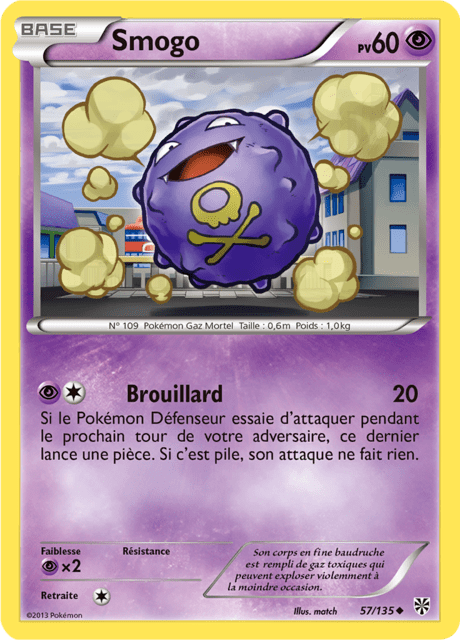 BASE
Smogo
PV60
N° 109 Pokémon Gaz Mortel Taille : 0,6m Poids : 1,0kg
Brouillard 20
Si le Pokémon Défenseur essaie d'attaquer pendant
le prochain tour de votre adversaire, ce dernier
lance une pièce. Si c'est pile, son attaque ne fait rien.
Faiblesse Résistance
×2
Retraite
Son corps en fine baudruche
est rempli de gaz toxiques qui
peuvent exploser violemment à
la moindre occasion.
©2013 Pokémon
Illus. match 57/135